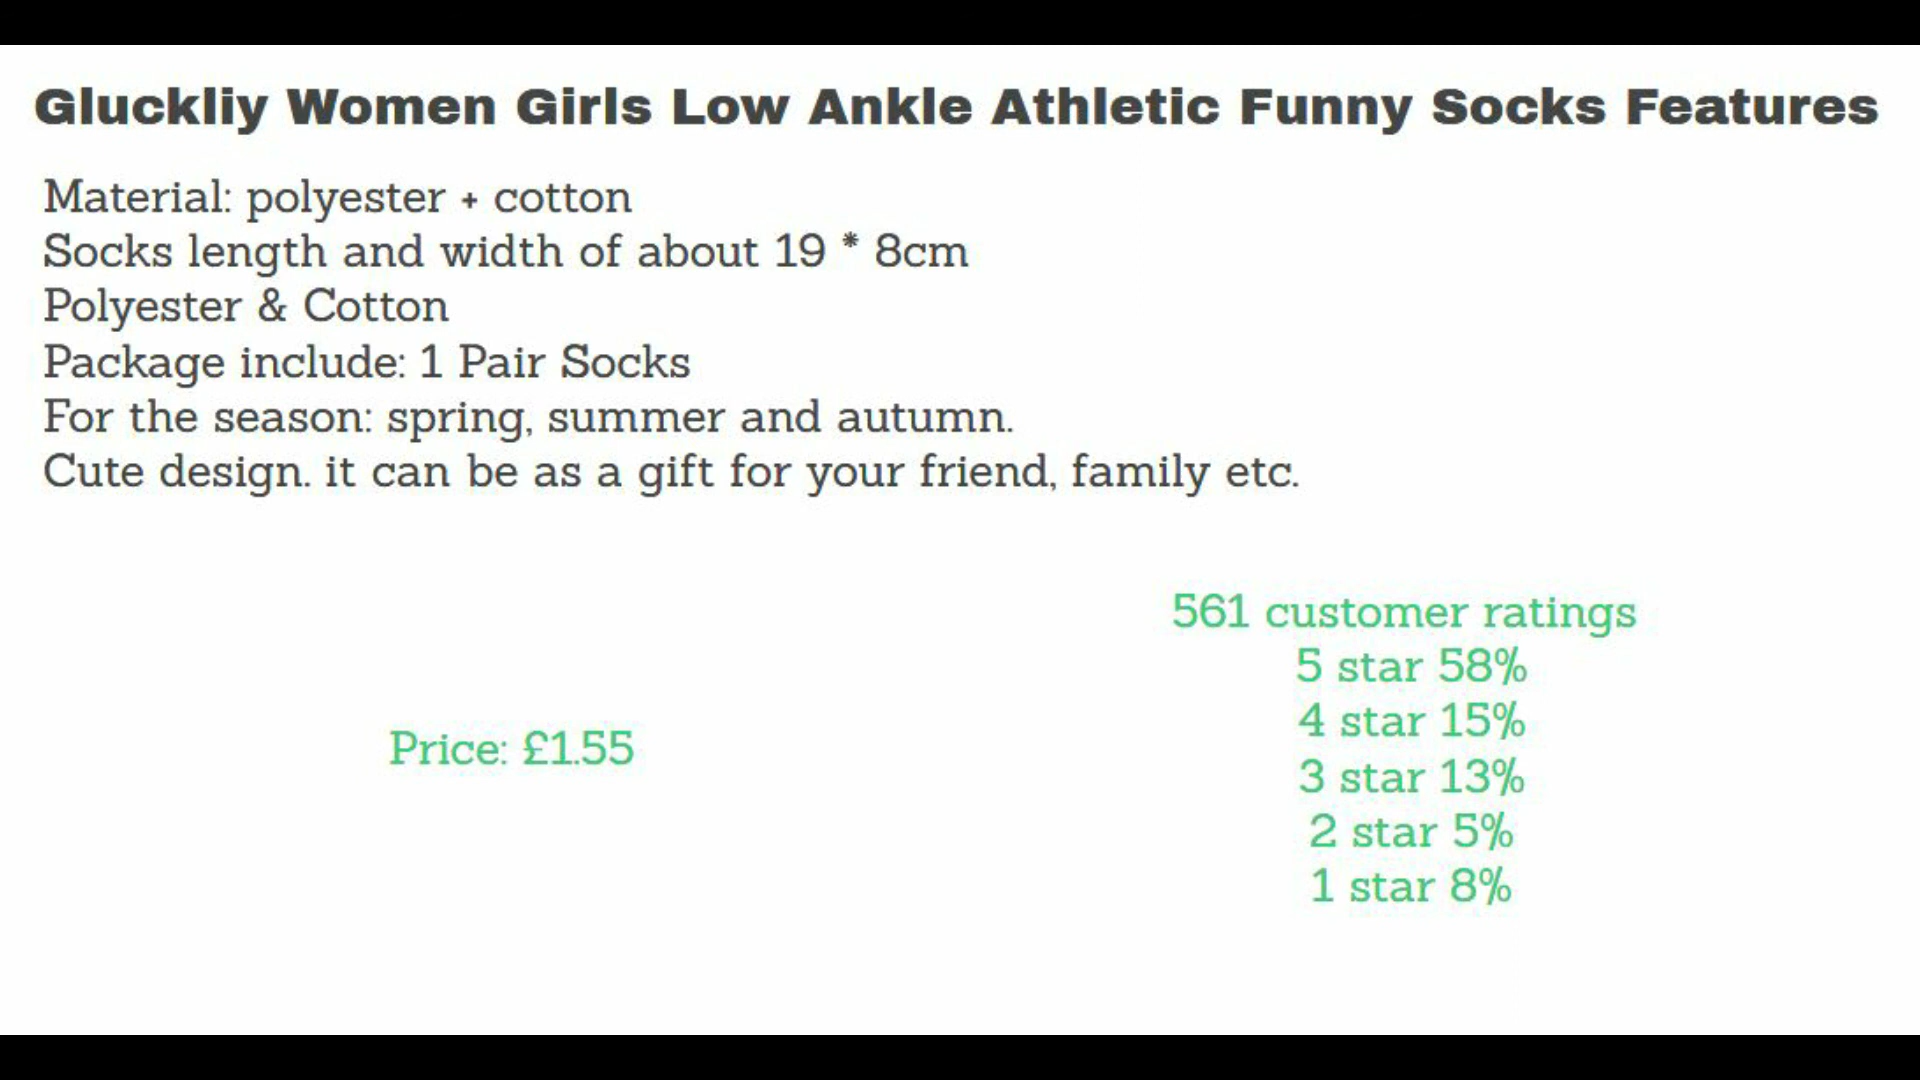 Gluckliy Women Girls Low Ankle Athletic Funny Socks Features
Material: polyester + cotton
Socks length and width of about 19 * 8cm
Polyester & Cotton
Package include: 1 Pair Socks
For the season: spring, summer and autumn.
Cute design. it can be as a gift for your friend, family etc.
Price: £1.55
561 customer ratings
5 star 58%
4 star 15%
3 star 13%
2 star 5%
1 star 8%